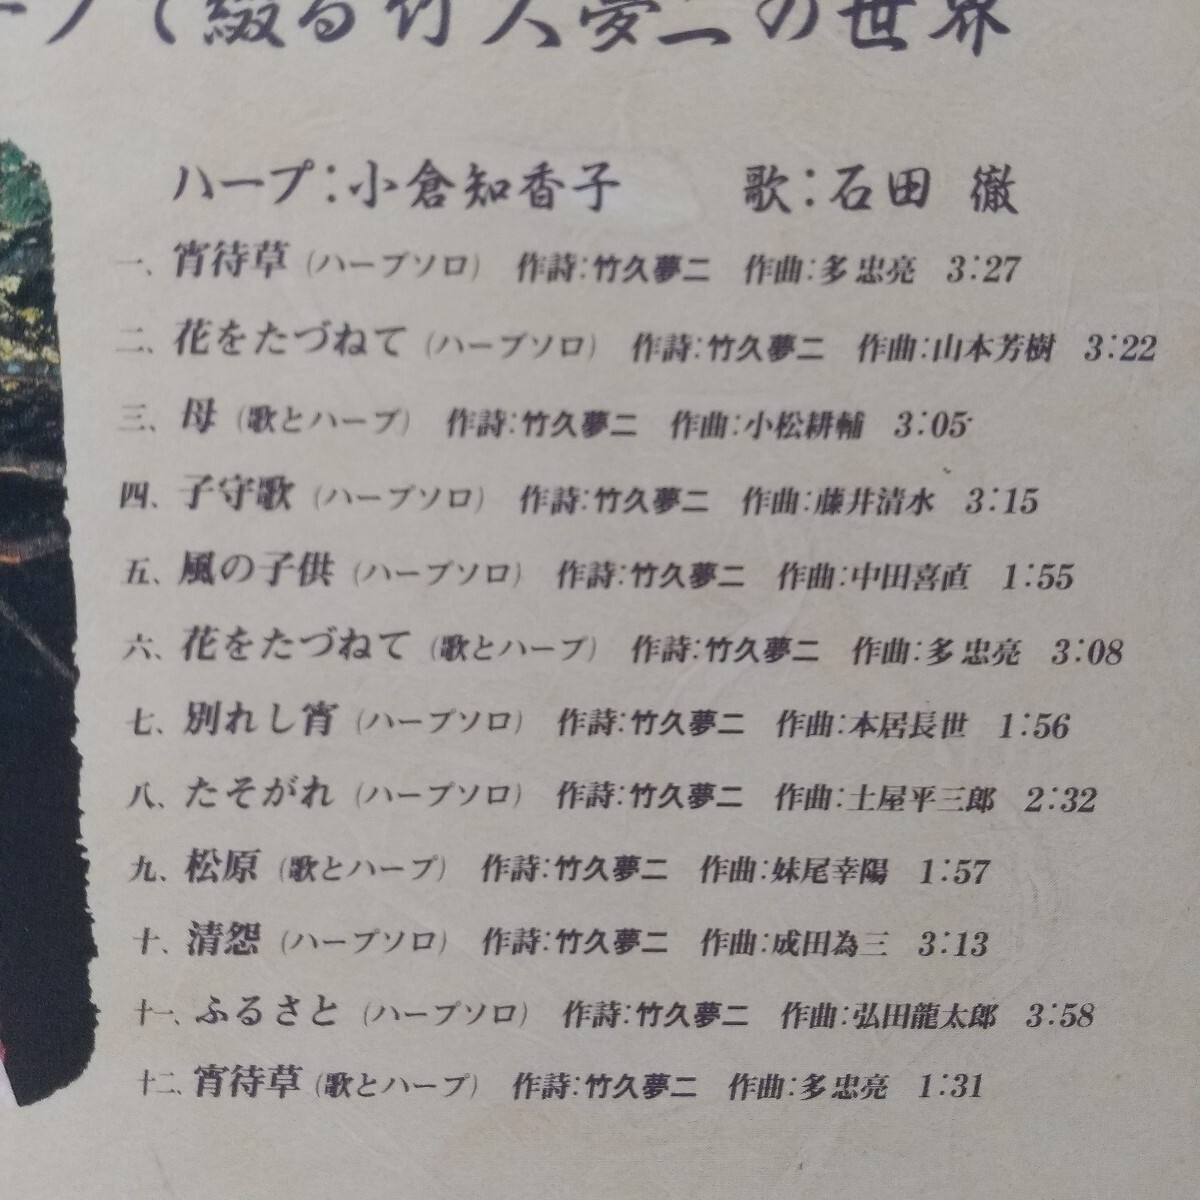 で綴る竹久夢二の世界
ハープ:小倉知香子 歌:石田 徹
一、宵待草(ハープソロ) 作詩:竹久夢二 作曲:多 忠亮 3:27
二、花をたづねて(ハープソロ) 作詩:竹久夢二 作曲:山本芳樹 3:22
三、母(歌とハープ) 作詩:竹久夢二 作曲:小松耕輔 3:05
四、子守歌(ハープソロ) 作詩:竹久夢二 作曲:藤井清水 3:15
五、風の子供(ハープソロ) 作詩:竹久夢二 作曲:中田喜直 1:55
六、花をたづねて(歌とハープ) 作詩:竹久夢二 作曲:多 忠亮 3:08
七、別れし宵(ハープソロ) 作詩:竹久夢二 作曲:本居長世 1:56
八、たそがれ(ハープソロ) 作詩:竹久夢二 作曲:土屋平三郎 2:32
九、松原(歌とハープ) 作詩:竹久夢二 作曲:妹尾幸陽 1:57
十、清怨(ハープソロ) 作詩:竹久夢二 作曲:成田為三 3:13
十一、ふるさと(ハープソロ) 作詩:竹久夢二 作曲:弘田龍太郎 3:58
十二、宵待草(歌とハープ) 作詩:竹久夢二 作曲:多 忠亮 1:31